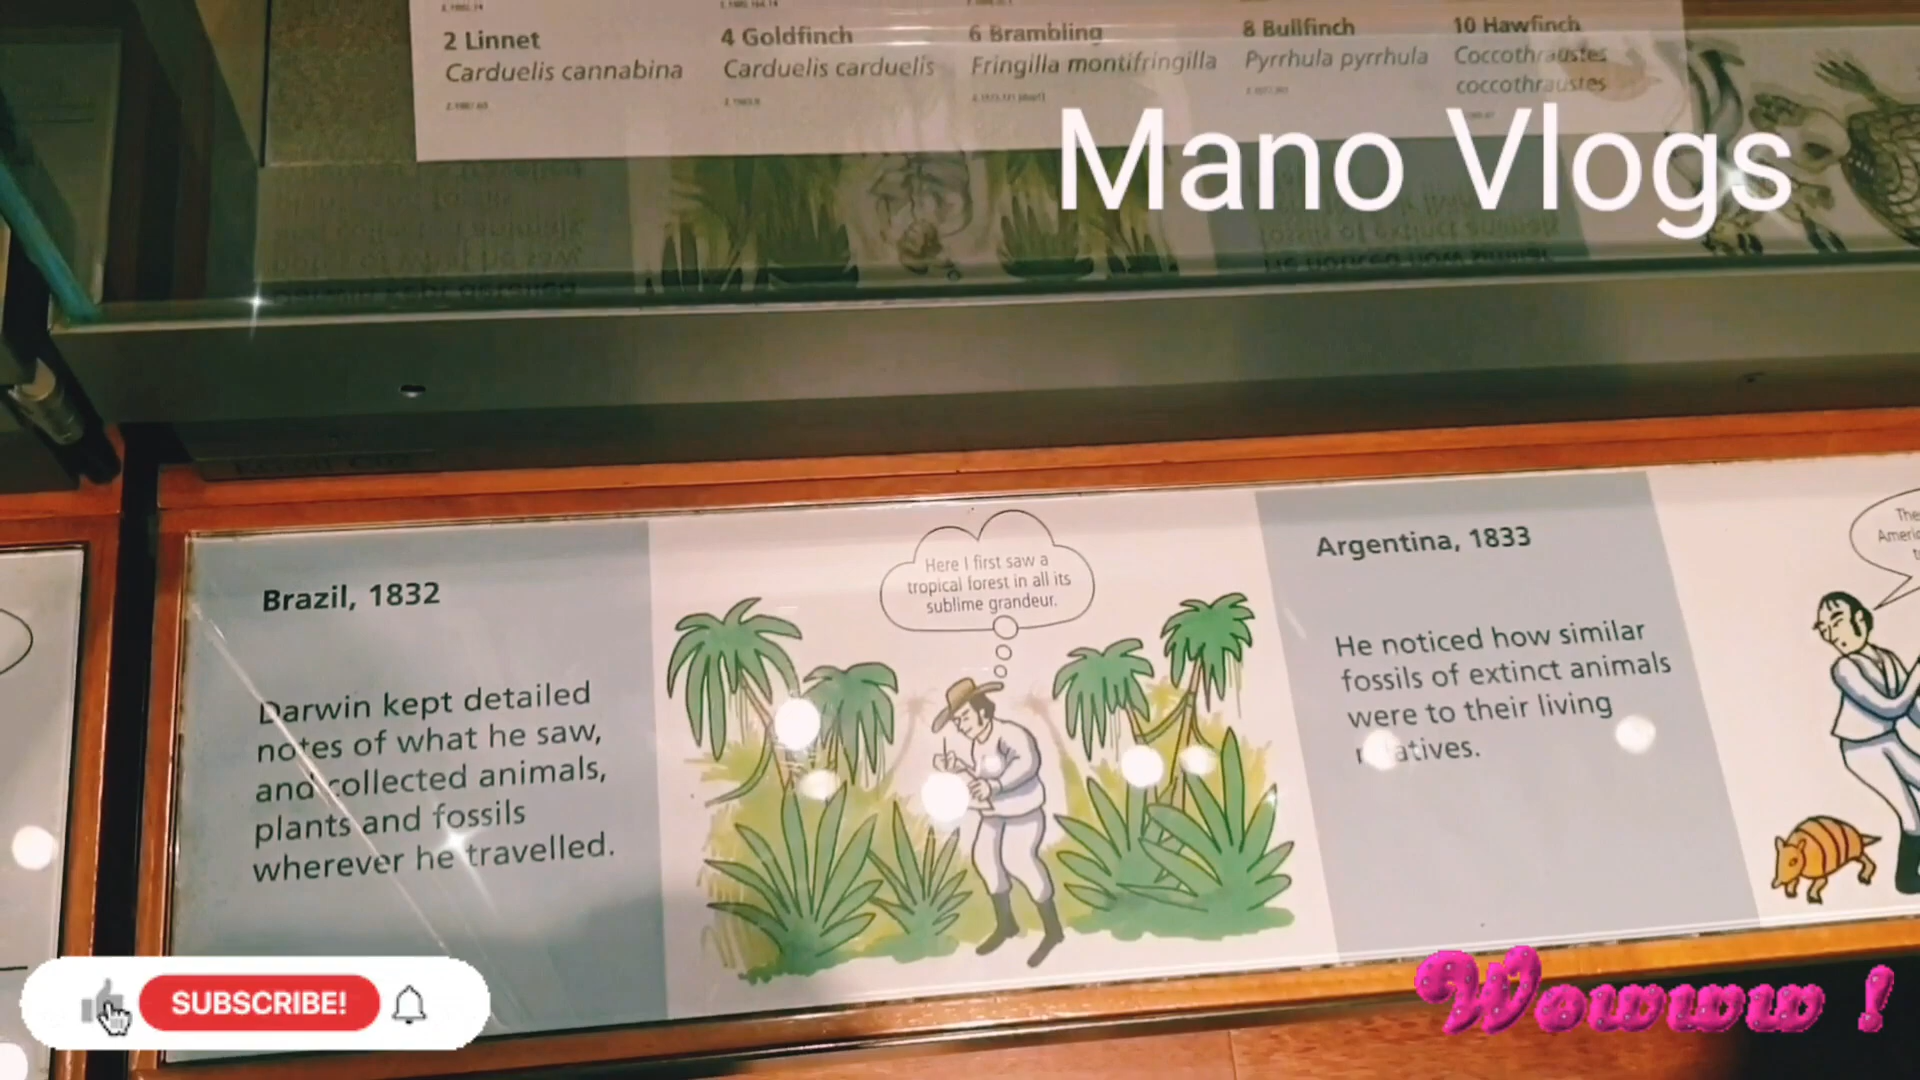 2 Linnet
Carduelis cannabina
4 Goldfinch
Carduelis carduelis
6 Brambling
Fringilla montifringilla
8 Bullfinch
Pyrrhula pyrrhula
10 Hawfinch
Coccothraustes
coccothraustes
Mano Vlogs
Brazil, 1832
Darwin kept detailed
notes of what he saw,
and collected animals,
plants and fossils
wherever he travelled.
Here I first saw a
tropical forest in all its
sublime grandeur.
Argentina, 1833
He noticed how similar
fossils of extinct animals
were to their living
relatives.
SUBSCRIBE!
Wowww !